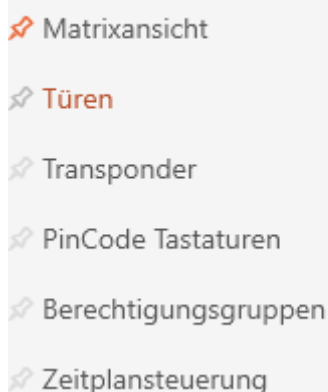 Matrixansicht
Türen
Transponder
PinCode Tastaturen
Berechtigungsgruppen
Zeitplansteuerung